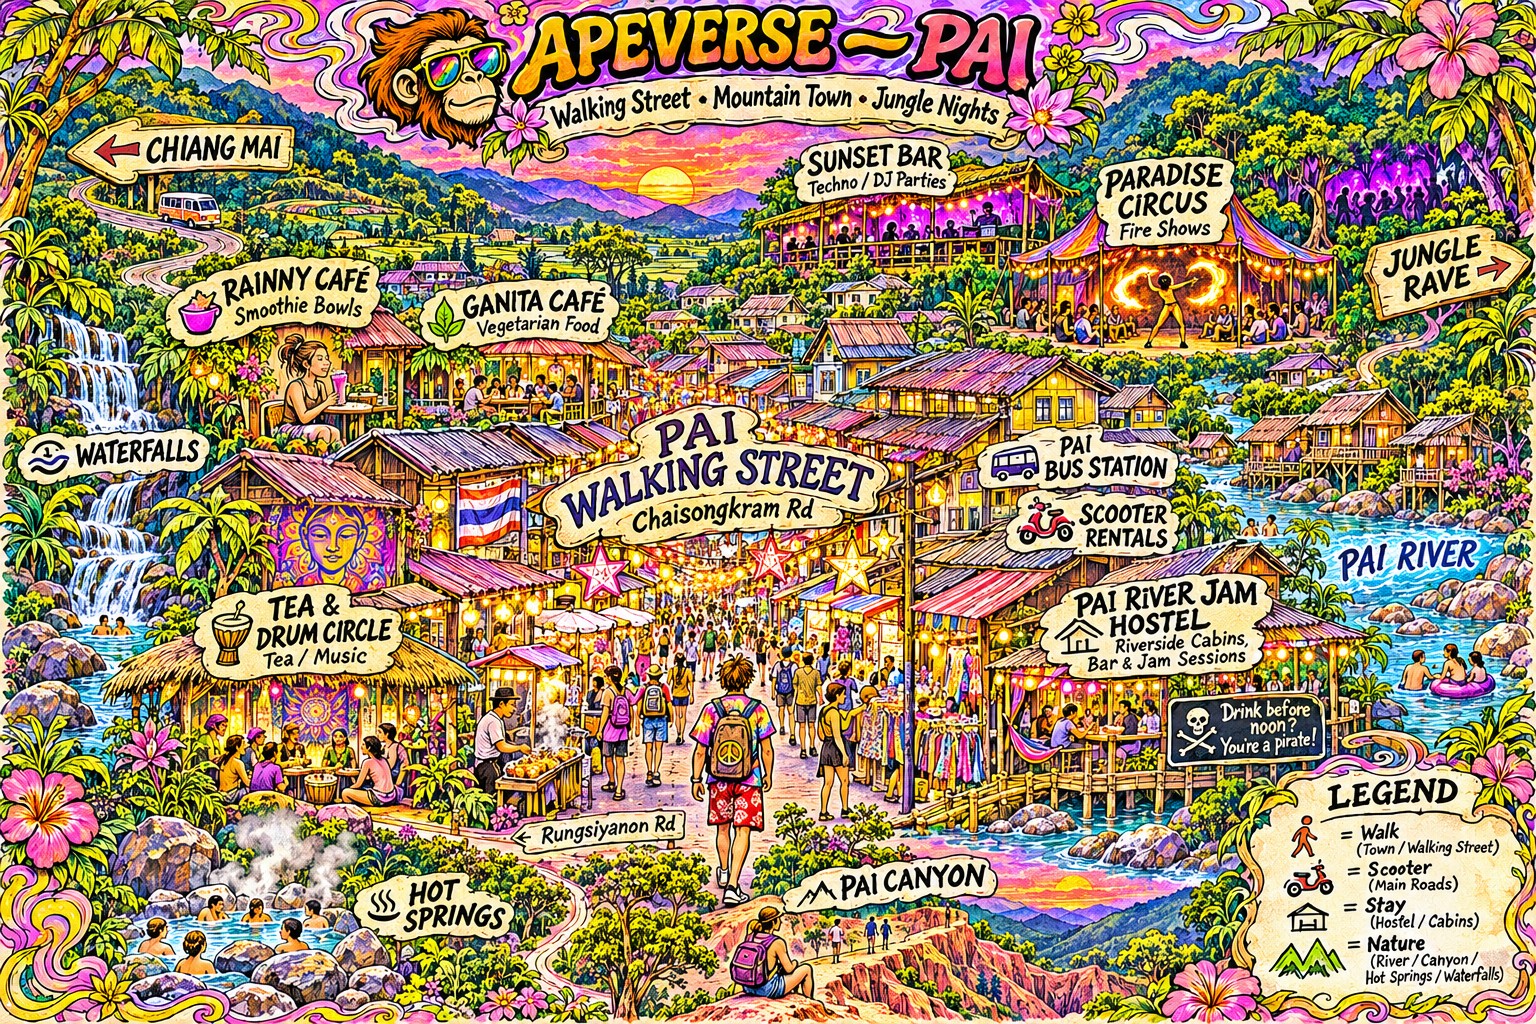 APEVERSE ~ PAI
Walking Street • Mountain Town • Jungle Nights
CHIANG MAI
SUNSET BAR
Techno / DJ Parties
PARADISE
CIRCUS
Fire Shows
JUNGLE
RAVE
RAINNY CAFÉ
Smoothie Bowls
GANITA CAFÉ
Vegetarian Food
WATERFALLS
PAI
WALKING STREET
Chaisongkram Rd
PAI
BUS STATION
SCOOTER
RENTALS
PAI RIVER
TEA &
DRUM CIRCLE
Tea / Music
PAI RiVER JAM
HOSTEL
Riverside Cabins,
Bar & Jam Sessions
Drink before
noon?
You're a pirate!
Rungsiyanon Rd
HOT
SPRINGS
PAI CANYON
LEGEND
= Walk
(Town / Walking Street)
= Scooter
(Main Roads)
= Stay
(Hostel / Cabins)
= Nature
(River / Canyon /
Hot Springs / Waterfalls)